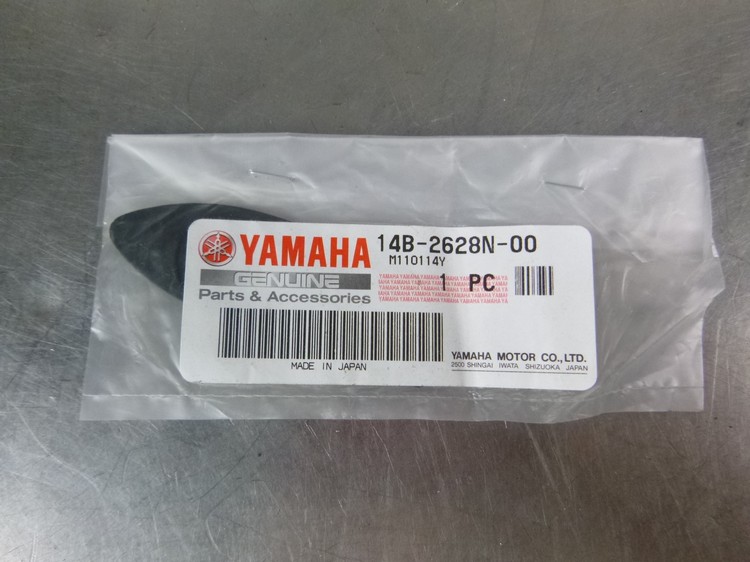 YAMAHA
GENUINE
Parts & Accessories
14B-2628N-00
M110114Y
1 PC
MADE IN JAPAN
YAMAHA MOTOR CO., LTD.
2500 SHINGAI IWATA SHIZUOKA JAPAN